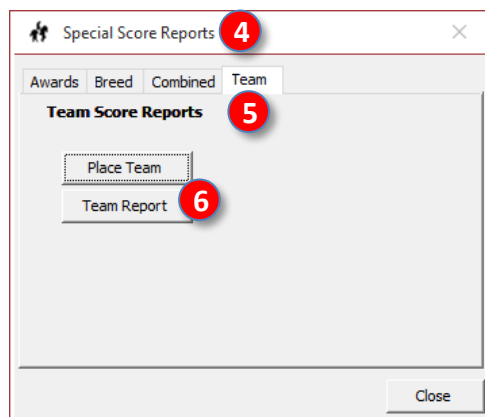 Special Score Reports 4
Awards Breed Combined Team
Team Score Reports 5
Place Team
Team Report 6
Close